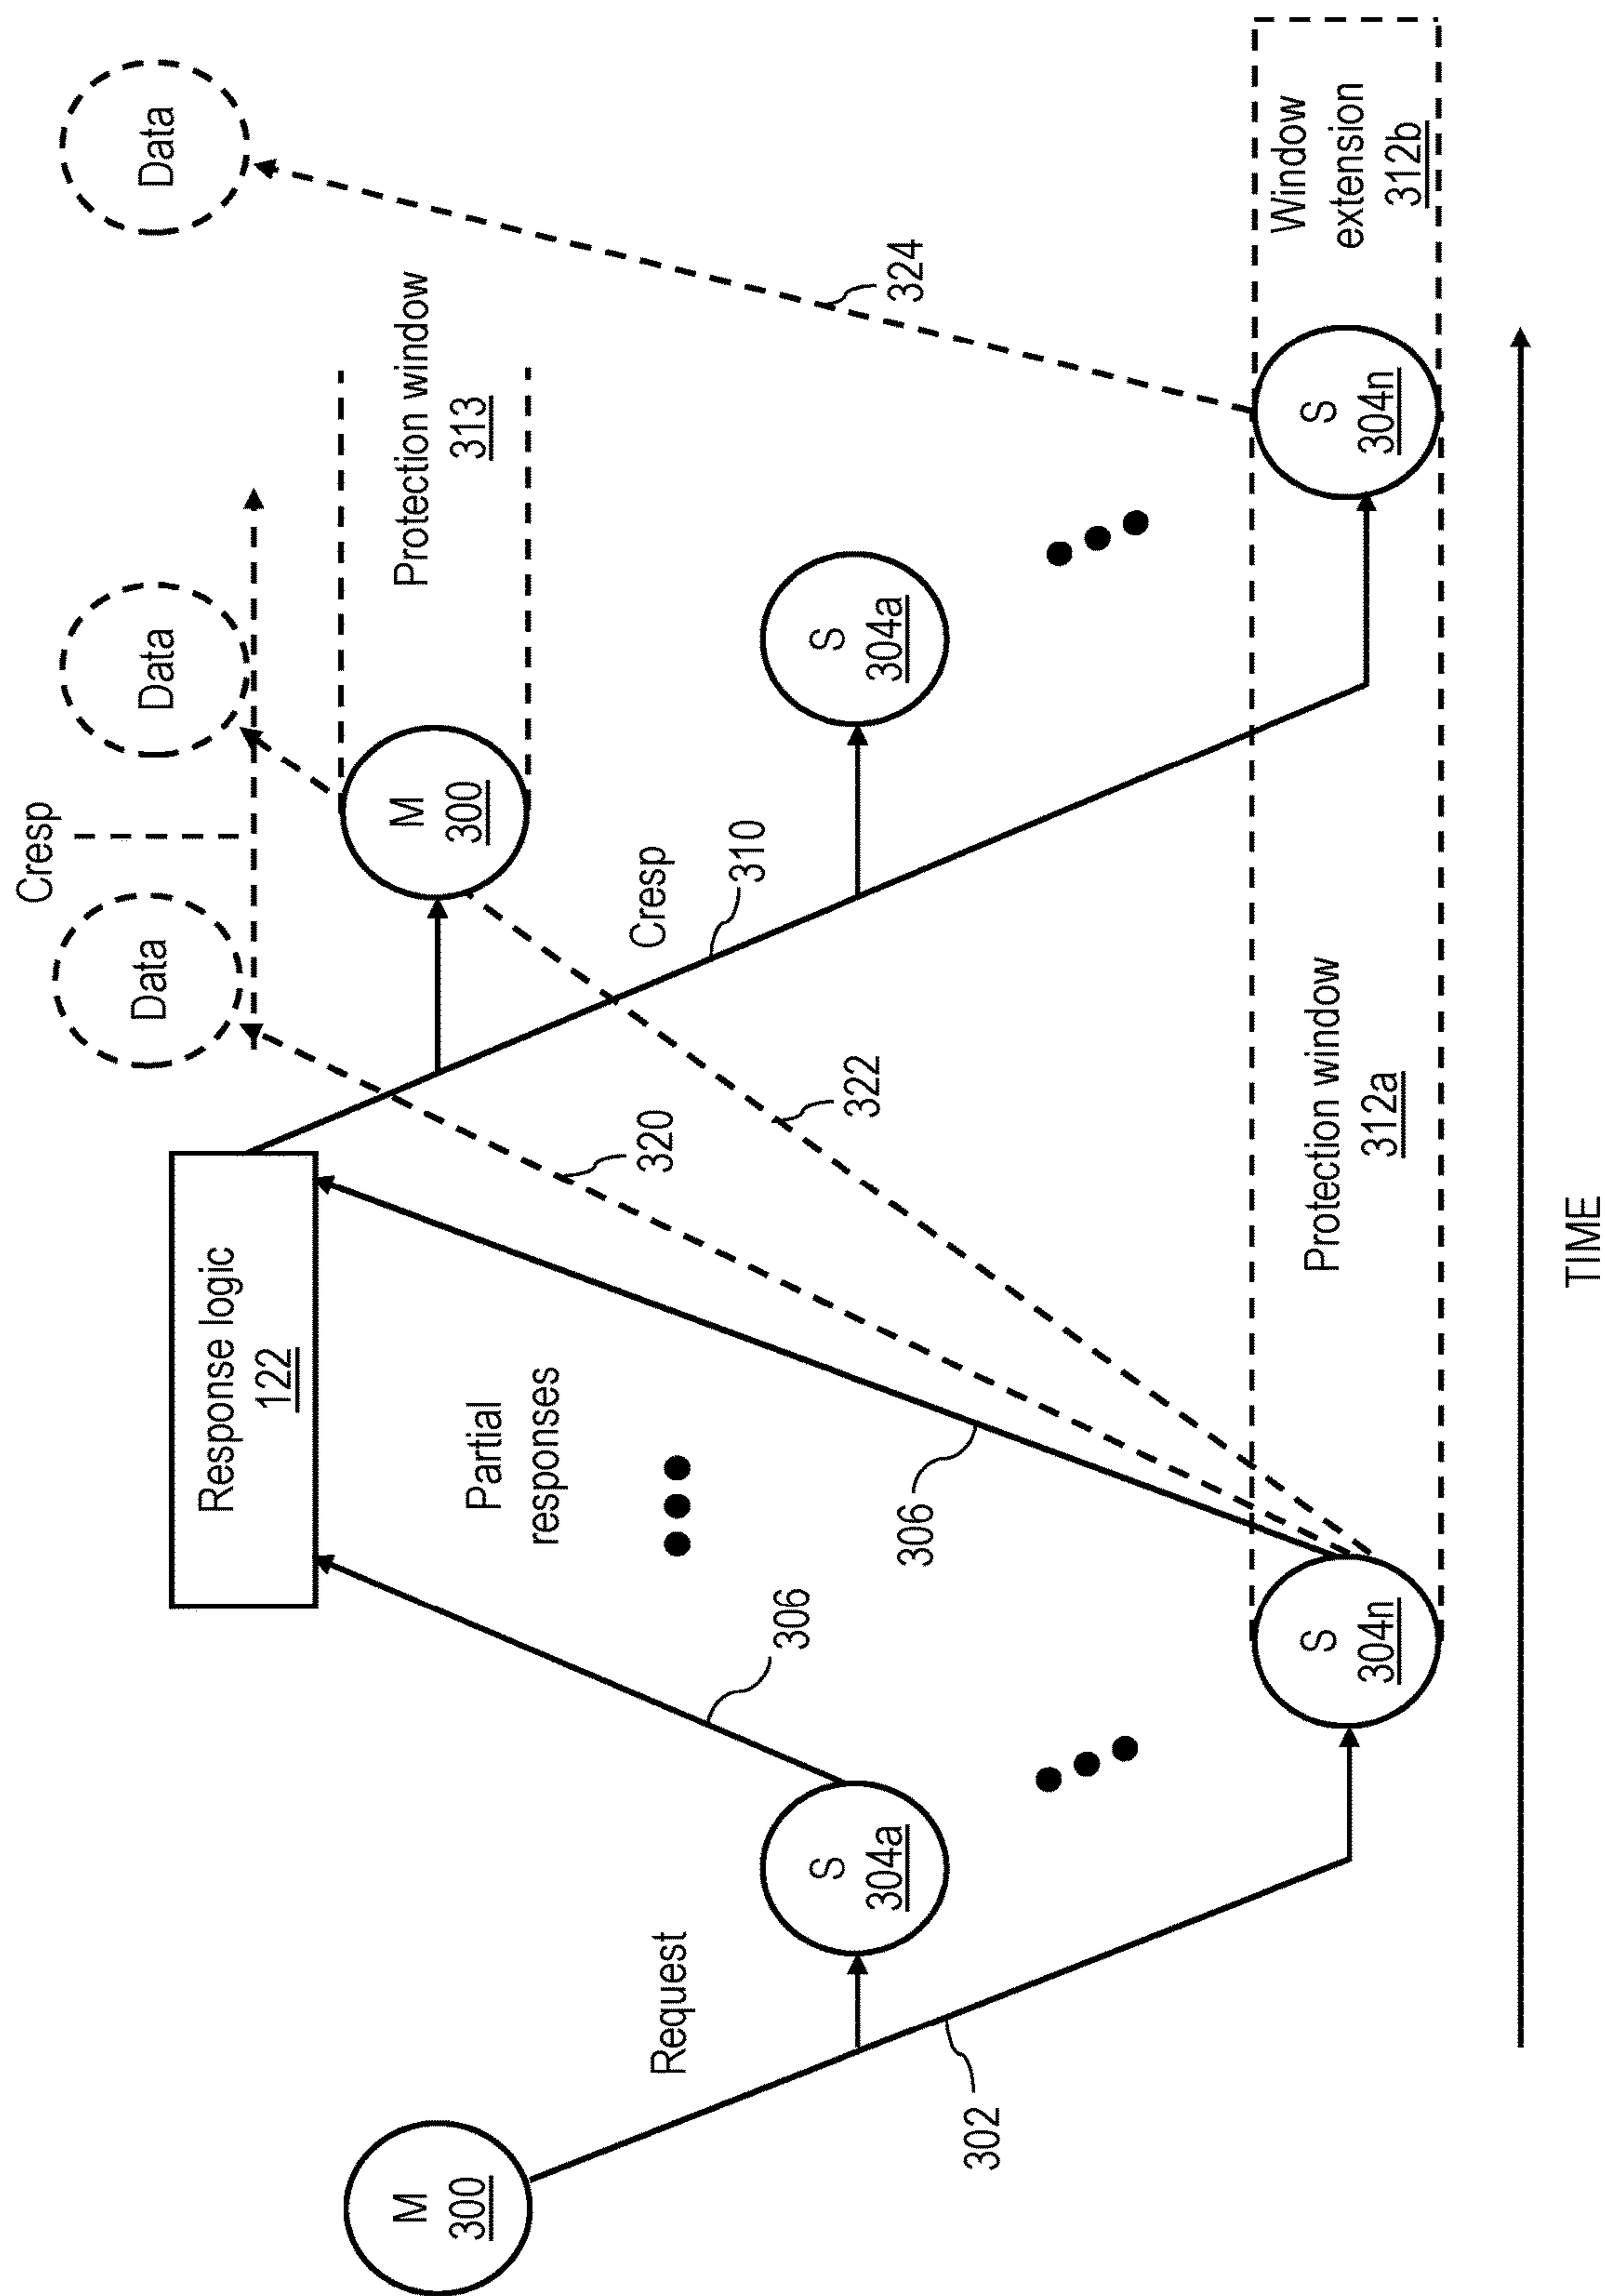 Cresp
Data
Data
Data
Response logic
122
M
300
M
300
Protection window
313
Partial
responses
Cresp
310
Request
306
320
322
324
S
304a
S
304a
302
306
S
304n
Protection window
312a
S
304n
Window
extension
312b
TIME